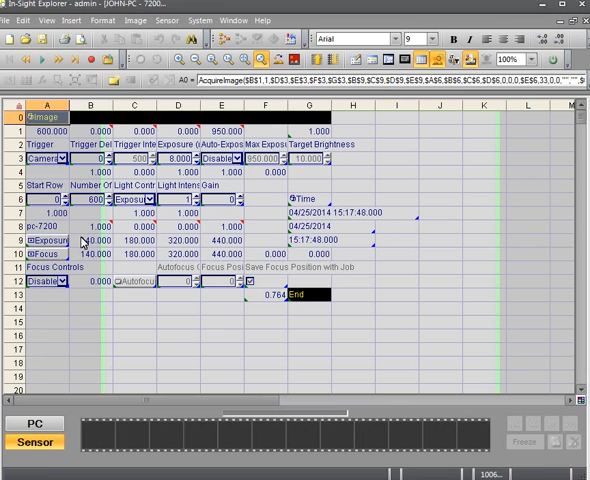 In-Sight Explorer - admin - [JOHN-PC - 7200...
File Edit View Insert Format Image Sensor System Window Help
Arial 9 B I U
100%
A0 = AcquireImage($B$1,1,$D$3,$E$3,$F$3,$G$3,$B$9,$C$9,$D$9,$E$9,$A$6,$B$6,$C$6,$D$6,0,0,0,$E$6,33,0,0,"","",$
A B C D E F G H I J K L M
0 Image
1 600.000 0.000 0.000 0.000 950.000 1.000
2 Trigger Trigger Del Trigger Inte Exposure (r Auto-Expos Max Expos Target Brightness
3 Camera 0 500 8.000 Disable 950.000 10.000
4 0.000 1.000 1.000 1.000 0.000
5 Start Row Number Of Light Contr Light Intens Gain
6 0 600 Exposur 1 0 Time
7 1.000 1.000 1.000 04/25/2014 15:17:48.000
8 pc-7200 1.000 0.000 0.000 1.000 04/25/2014
9 Exposur 40.000 180.000 320.000 440.000 15:17:48.000
10 Focus 140.000 180.000 320.000 440.000 0.000 0.000
11 Focus Controls Autofocus ( Focus Posi Save Focus Position with Job
12 Disable 0.000 Autofocu 0 0
13 0.764 End
14
15
16
17
18
19
20
PC
Sensor
Freeze
1006...